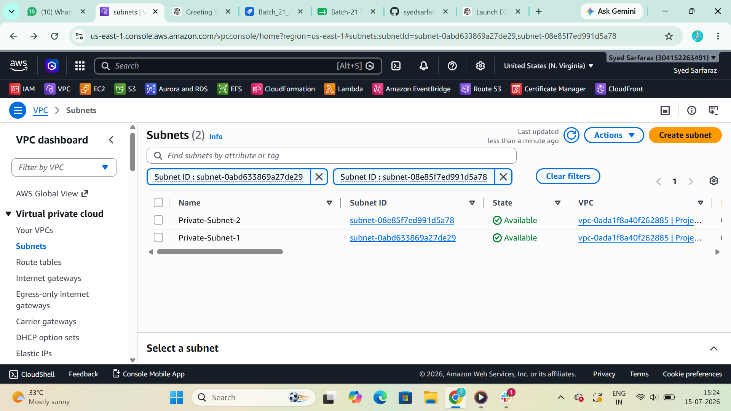 (10) What
subnets | V
Greeting
Batch_21_
Batch-21
syedsarfar
Launch EC
Ask Gemini
us-east-1.console.aws.amazon.com/vpcconsole/home?region=us-east-1#subnets:subnetId=subnet-0abd633869a27de29,subnet-08e85f7ed991d5a78
aws
Search
[Alt+S]
United States (N. Virginia)
Syed Sarfaraz (304152263491)
Syed Sarfaraz
IAM
VPC
EC2
S3
Aurora and RDS
EFS
CloudFormation
Lambda
Amazon EventBridge
Route 53
Certificate Manager
CloudFront
VPC
Subnets
VPC dashboard
Filter by VPC
AWS Global View
Virtual private cloud
Your VPCs
Subnets
Route tables
Internet gateways
Egress-only internet
gateways
Carrier gateways
DHCP option sets
Elastic IPs
Subnets (2) Info
Last updated
less than a minute ago
Actions
Create subnet
Find subnets by attribute or tag
Subnet ID : subnet-0abd633869a27de29
Subnet ID : subnet-08e85f7ed991d5a78
Clear filters
1
Name
Subnet ID
State
VPC
Private-Subnet-2
subnet-08e85f7ed991d5a78
Available
vpc-0ada1f8a40f262885 | Proje...
Private-Subnet-1
subnet-0abd633869a27de29
Available
vpc-0ada1f8a40f262885 | Proje...
Select a subnet
CloudShell
Feedback
Console Mobile App
© 2026, Amazon Web Services, Inc. or its affiliates.
Privacy
Terms
Cookie preferences
33°C
Mostly sunny
Search
ENG
IN
15:24
15-07-2026